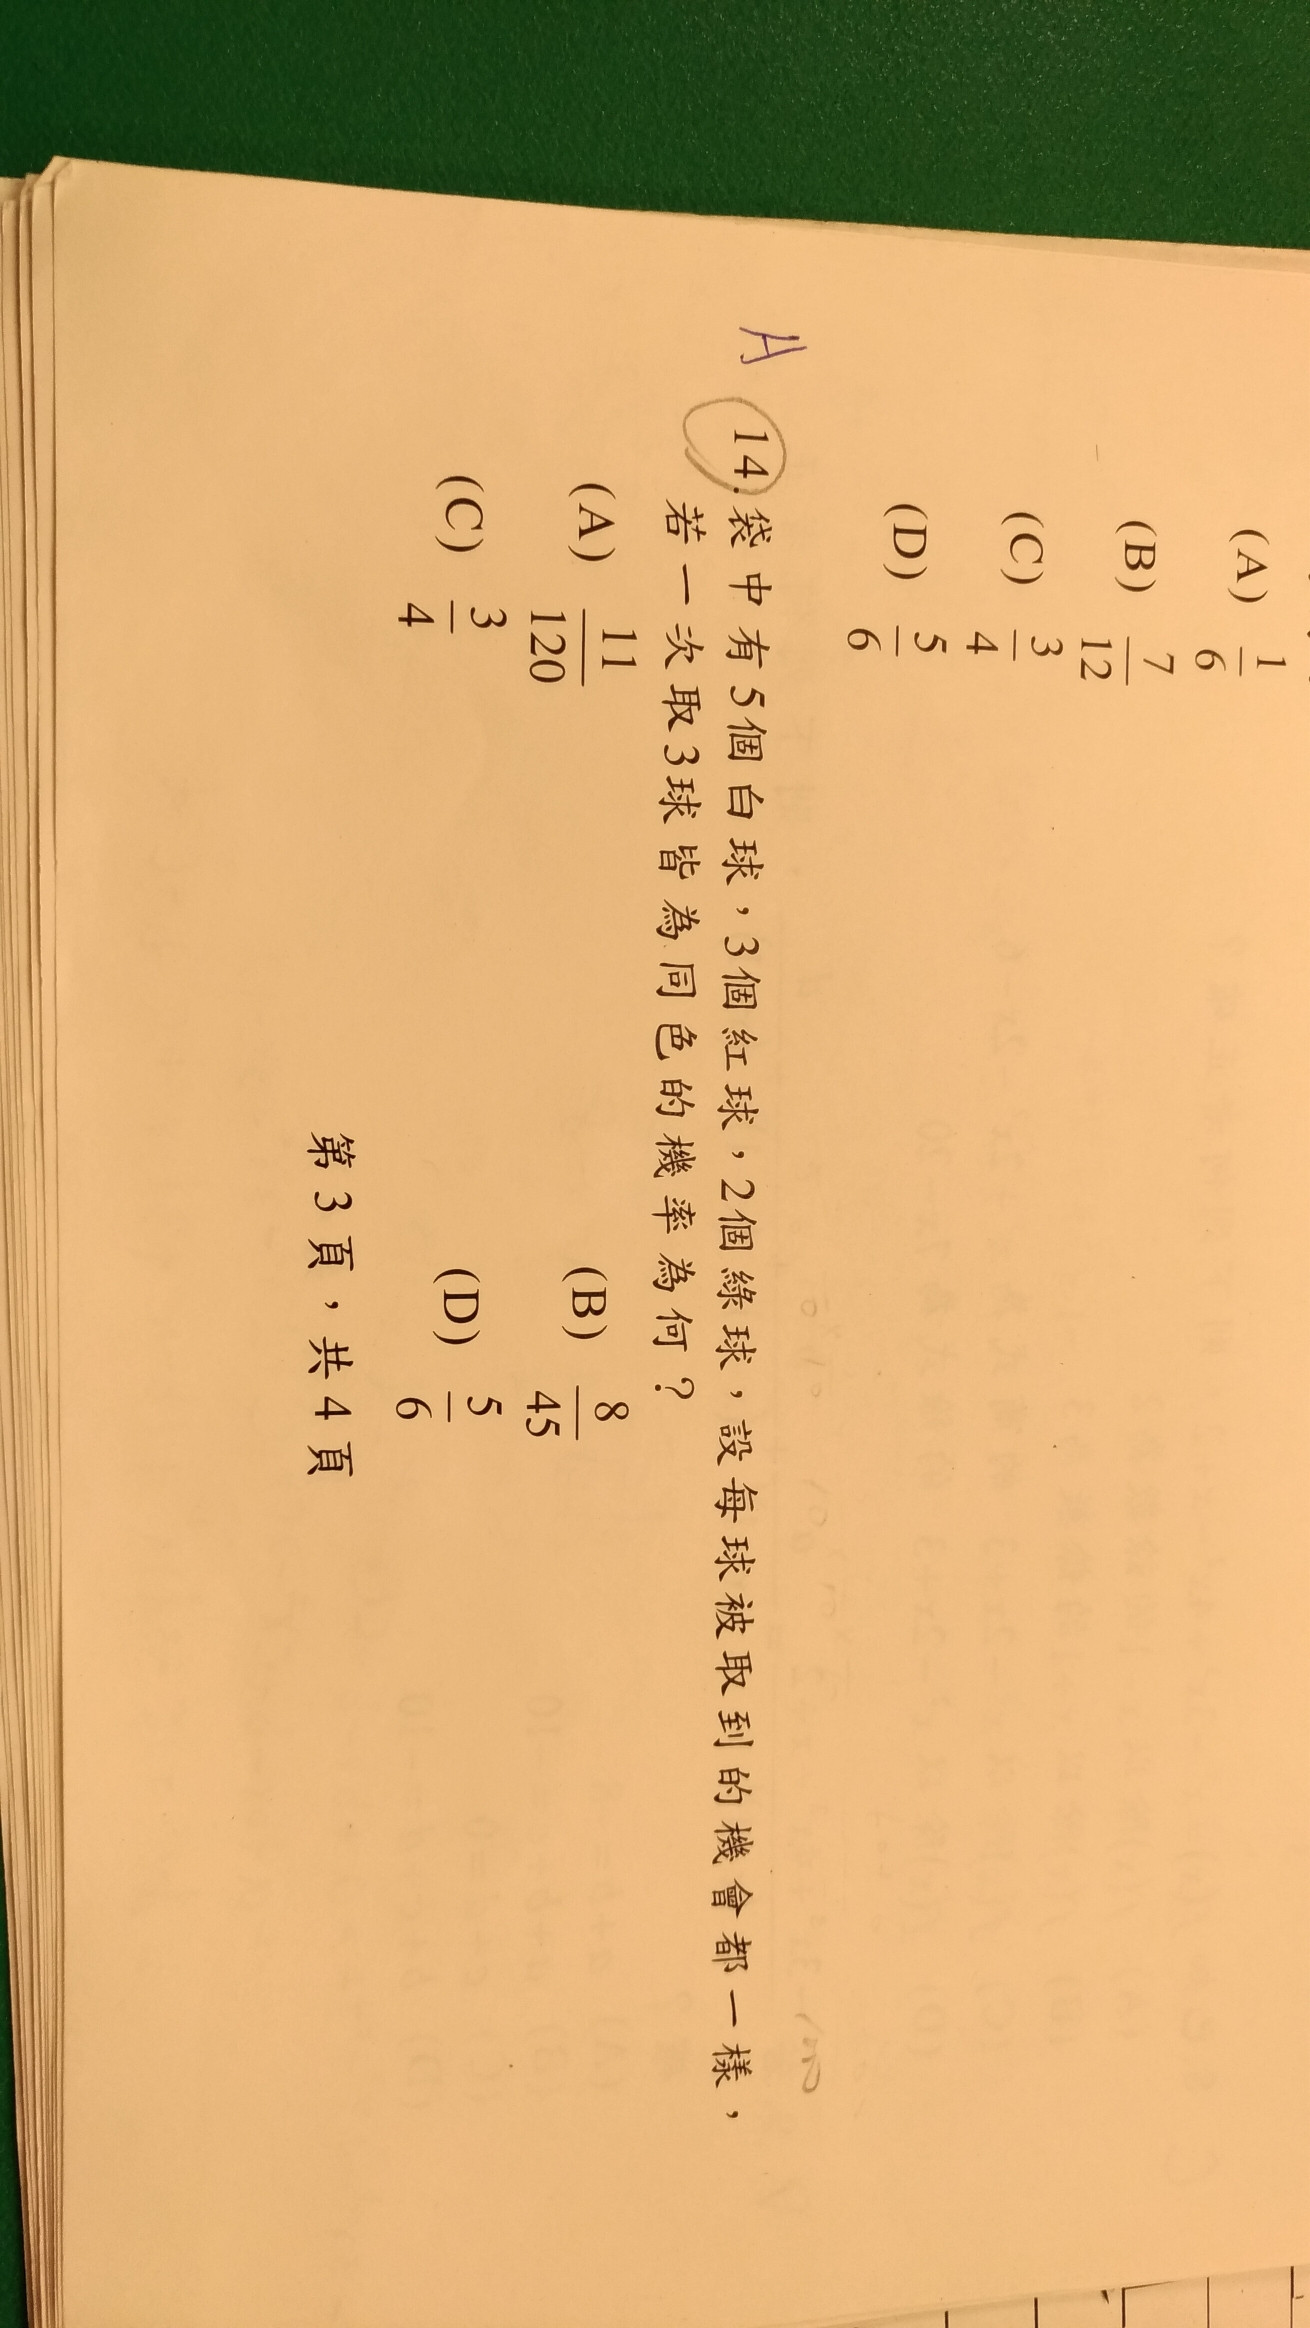 (A) 1/6
(B) 7/12
(C) 3/4
(D) 5/6
A 14. 袋中有5個白球，3個紅球，2個綠球，設每球被取到的機會都一樣，
若一次取3球皆為同色的機率為何？
(A) 11/120 (B) 8/45
(C) 3/4 (D) 5/6
第3頁，共4頁